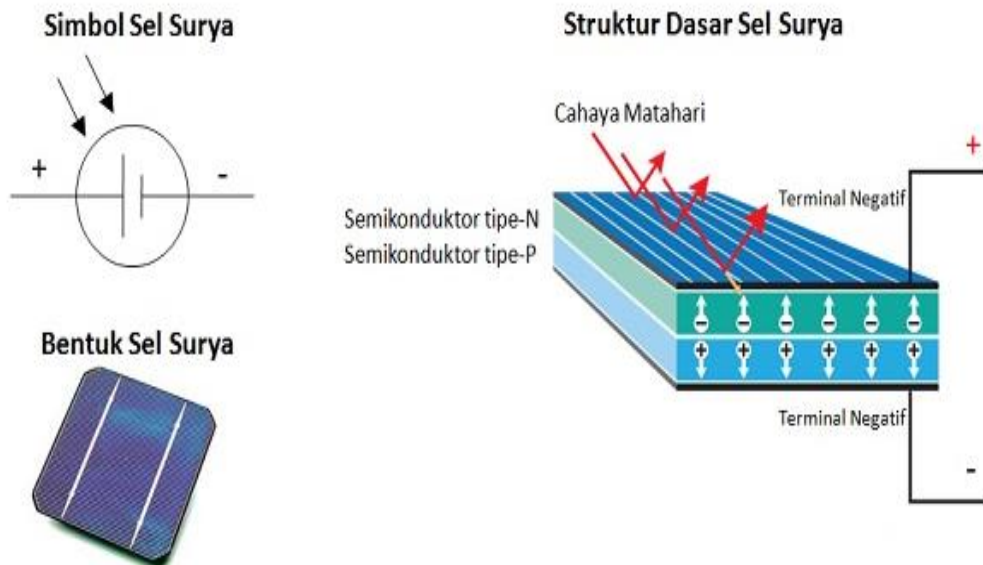 Simbol Sel Surya
+ -
Bentuk Sel Surya
Struktur Dasar Sel Surya
Cahaya Matahari
+
Terminal Negatif
Semikonduktor tipe-N
Semikonduktor tipe-P
- - - - - -
+ + + + + +
Terminal Negatif
-